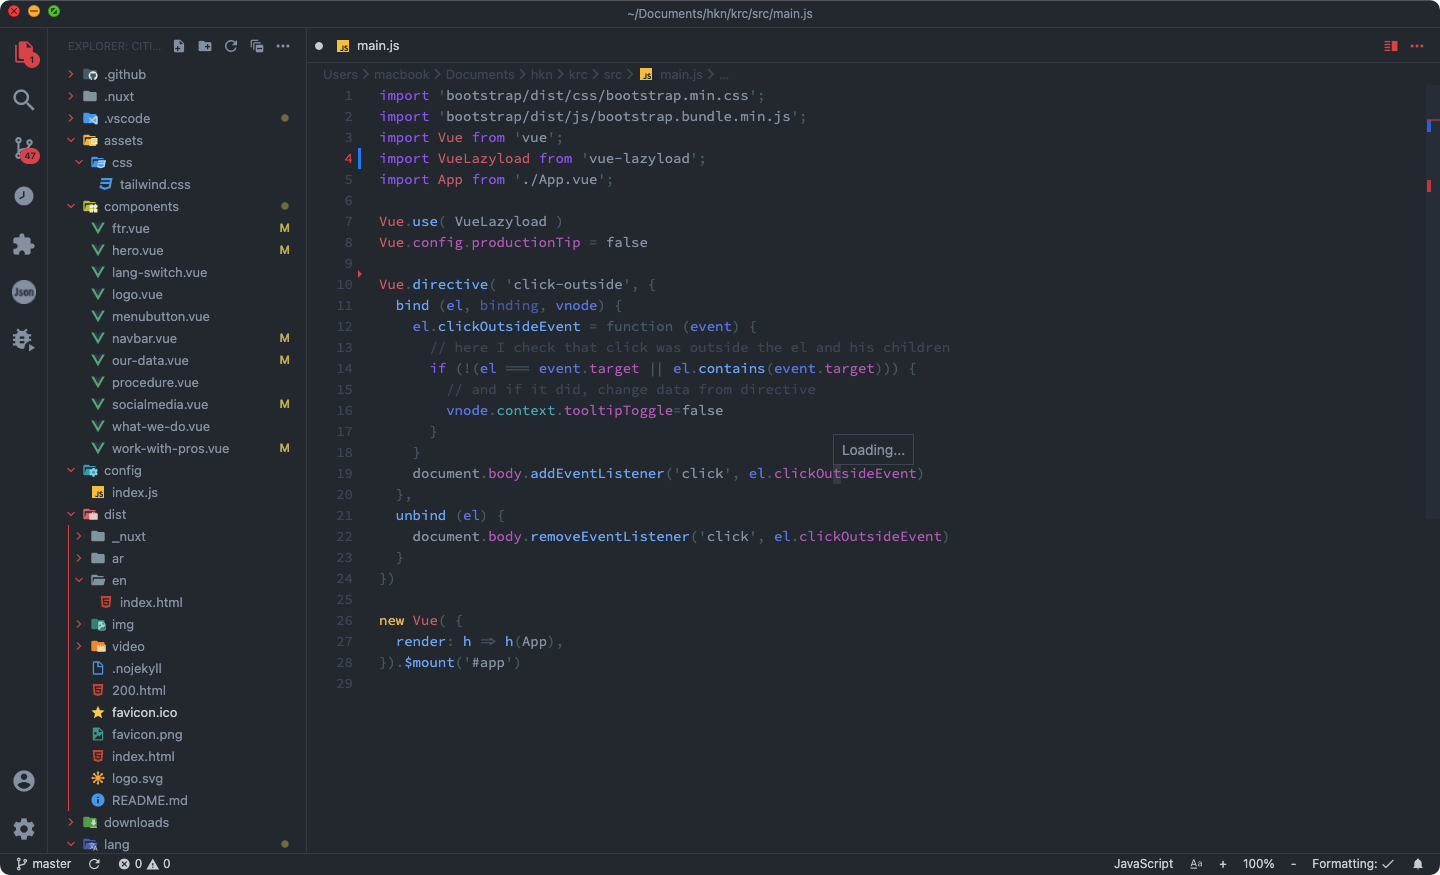 ~/Documents/hkn/krc/src/main.js
EXPLORER: CITI...
1
47
Json
.github
.nuxt
.vscode
assets
css
tailwind.css
components
ftr.vue M
hero.vue M
lang-switch.vue
logo.vue
menubutton.vue
navbar.vue M
our-data.vue M
procedure.vue
socialmedia.vue M
what-we-do.vue
work-with-pros.vue M
config
JS index.js
dist
_nuxt
ar
en
index.html
img
video
.nojekyll
200.html
favicon.ico
favicon.png
index.html
logo.svg
README.md
downloads
lang
JS main.js
Users > macbook > Documents > hkn > krc > src > JS main.js > ...
1 import 'bootstrap/dist/css/bootstrap.min.css';
2 import 'bootstrap/dist/js/bootstrap.bundle.min.js';
3 import Vue from 'vue';
4 import VueLazyload from 'vue-lazyload';
5 import App from './App.vue';
6
7 Vue.use( VueLazyload )
8 Vue.config.productionTip = false
9
10 Vue.directive( 'click-outside', {
11 bind (el, binding, vnode) {
12 el.clickOutsideEvent = function (event) {
13 // here I check that click was outside the el and his children
14 if (!(el === event.target || el.contains(event.target))) {
15 // and if it did, change data from directive
16 vnode.context.tooltipToggle=false
17 }
18 }
Loading...
19 document.body.addEventListener('click', el.clickOutsideEvent)
20 },
21 unbind (el) {
22 document.body.removeEventListener('click', el.clickOutsideEvent)
23 }
24 })
25
26 new Vue( {
27 render: h => h(App),
28 }).$mount('#app')
29
master 0 0
JavaScript Aa + 100% - Formatting: ✓